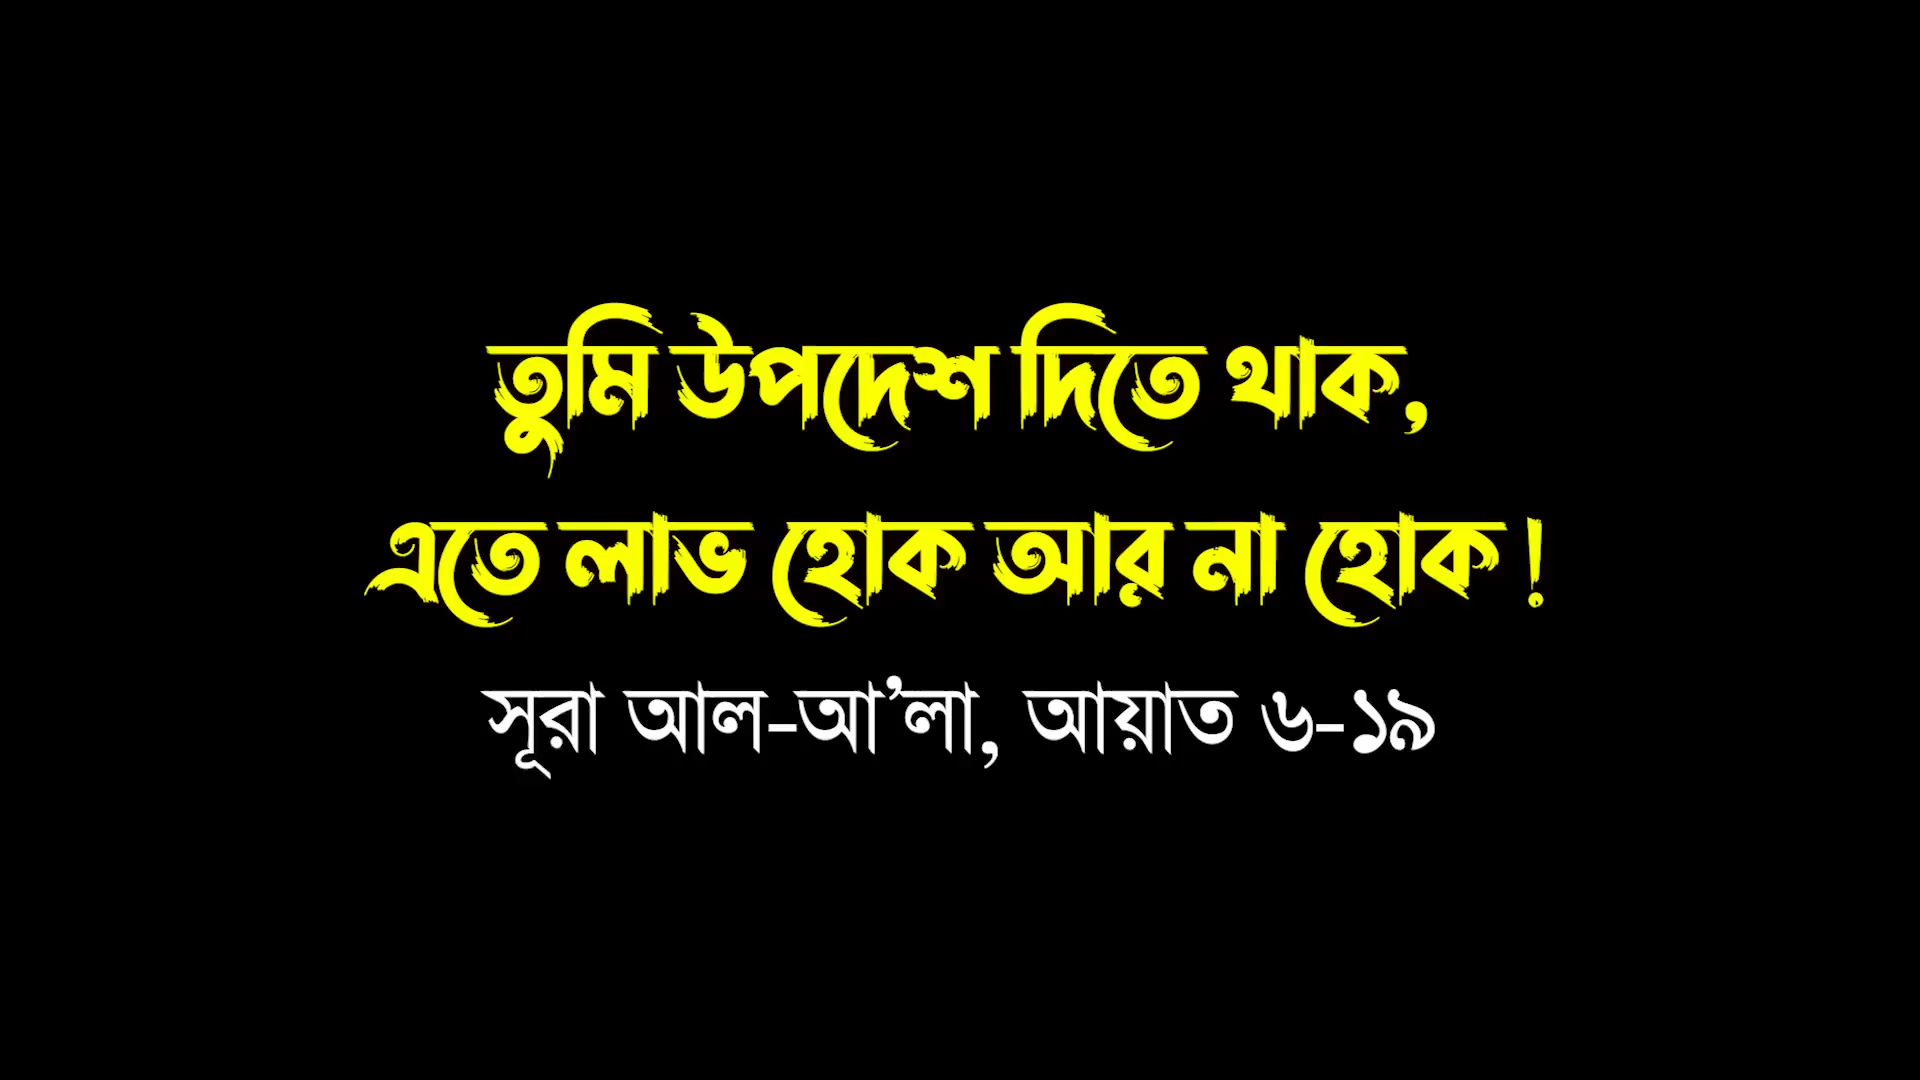 তুমি উপদেশ দিতে থাক,
এতে লাভ হোক আর না হোক !
সূরা আল-আ’লা, আয়াত ৬-১৯